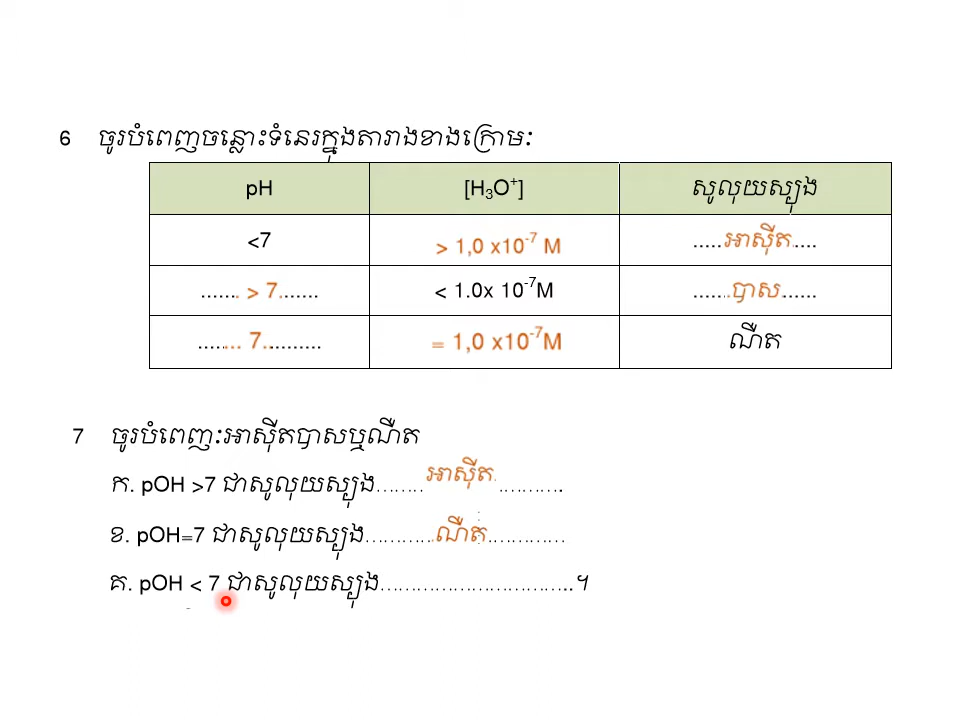 6 ចូរបំពេញចន្លោះទំនេរក្នុងតារាងខាងក្រោម:
pH [H₃O⁺] សូលុយស្យុង
<7 > 1,0 x10⁻⁷ M .....អាស៊ីត.....
....... > 7....... < 1.0x 10⁻⁷M .......បាស.......
........ 7........... = 1,0 x10⁻⁷M ណឺត
7 ចូរបំពេញ:អាស៊ីតបាសឬណឺត
ក. pOH >7 ជាសូលុយស្យុង........អាស៊ីត...........
ខ. pOH=7 ជាសូលុយស្យុង............ណឺត.............
គ. pOH < 7 ជាសូលុយស្យុង................................។